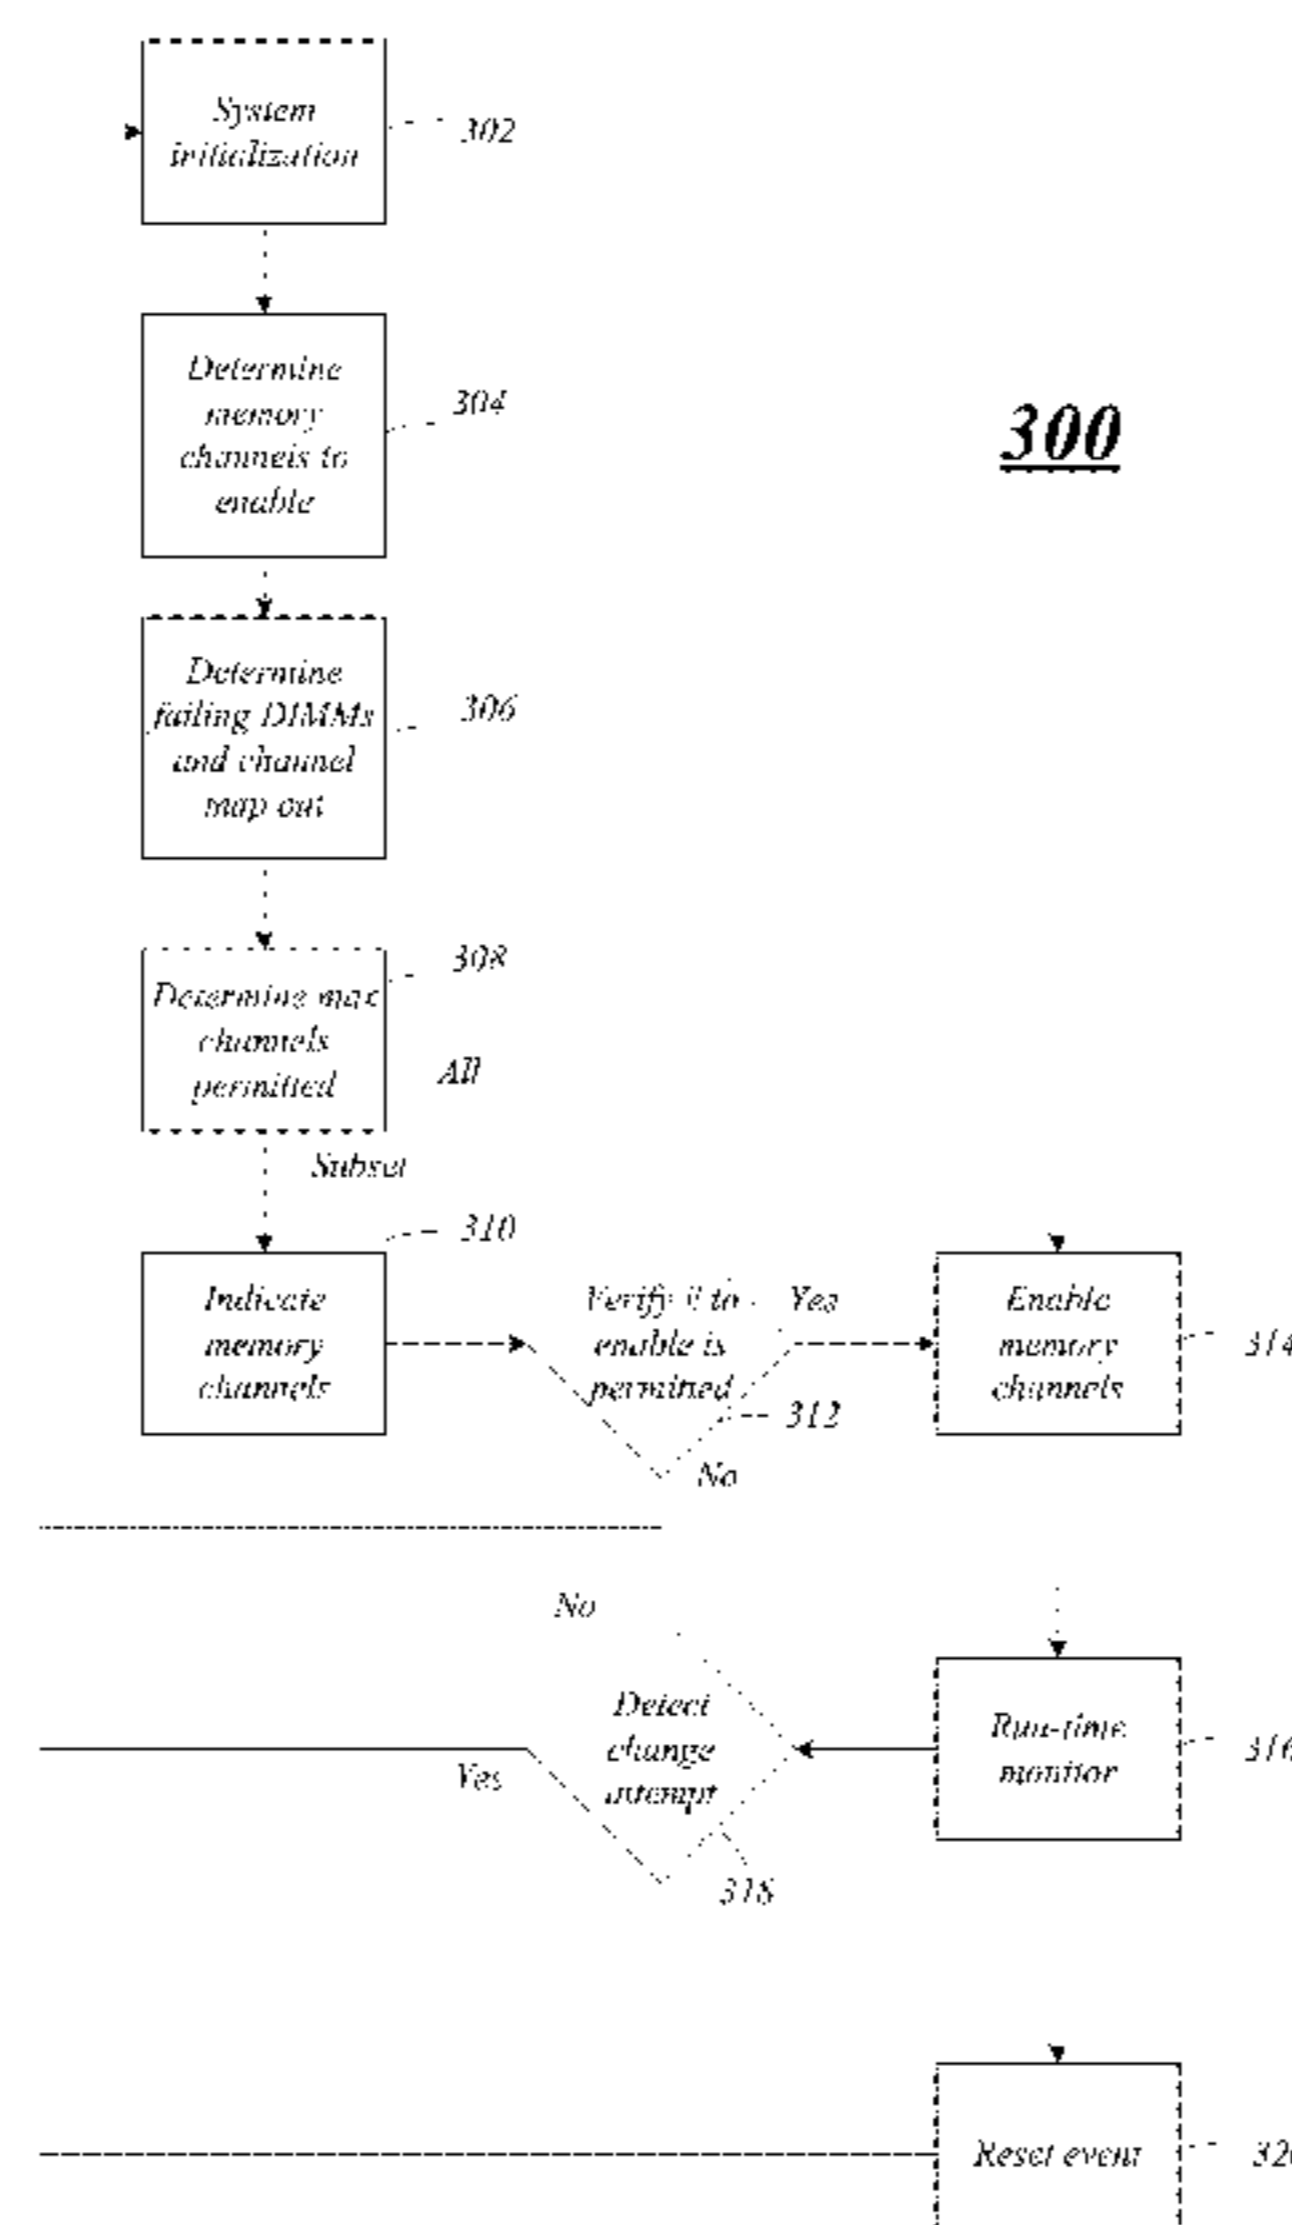 System
initialization
302
Determine
memory
channels to
enable
304
300
Determine
failing DIMMs
and channel
map out
306
308
Determine max
channels
permitted
All
Subset
310
Indicate
memory
channels
Verify # to
enable is
permitted
Yes
312
No
Enable
memory
channels
314
No
Detect
change
attempt
Yes
318
Run-time
monitor
316
Reset event